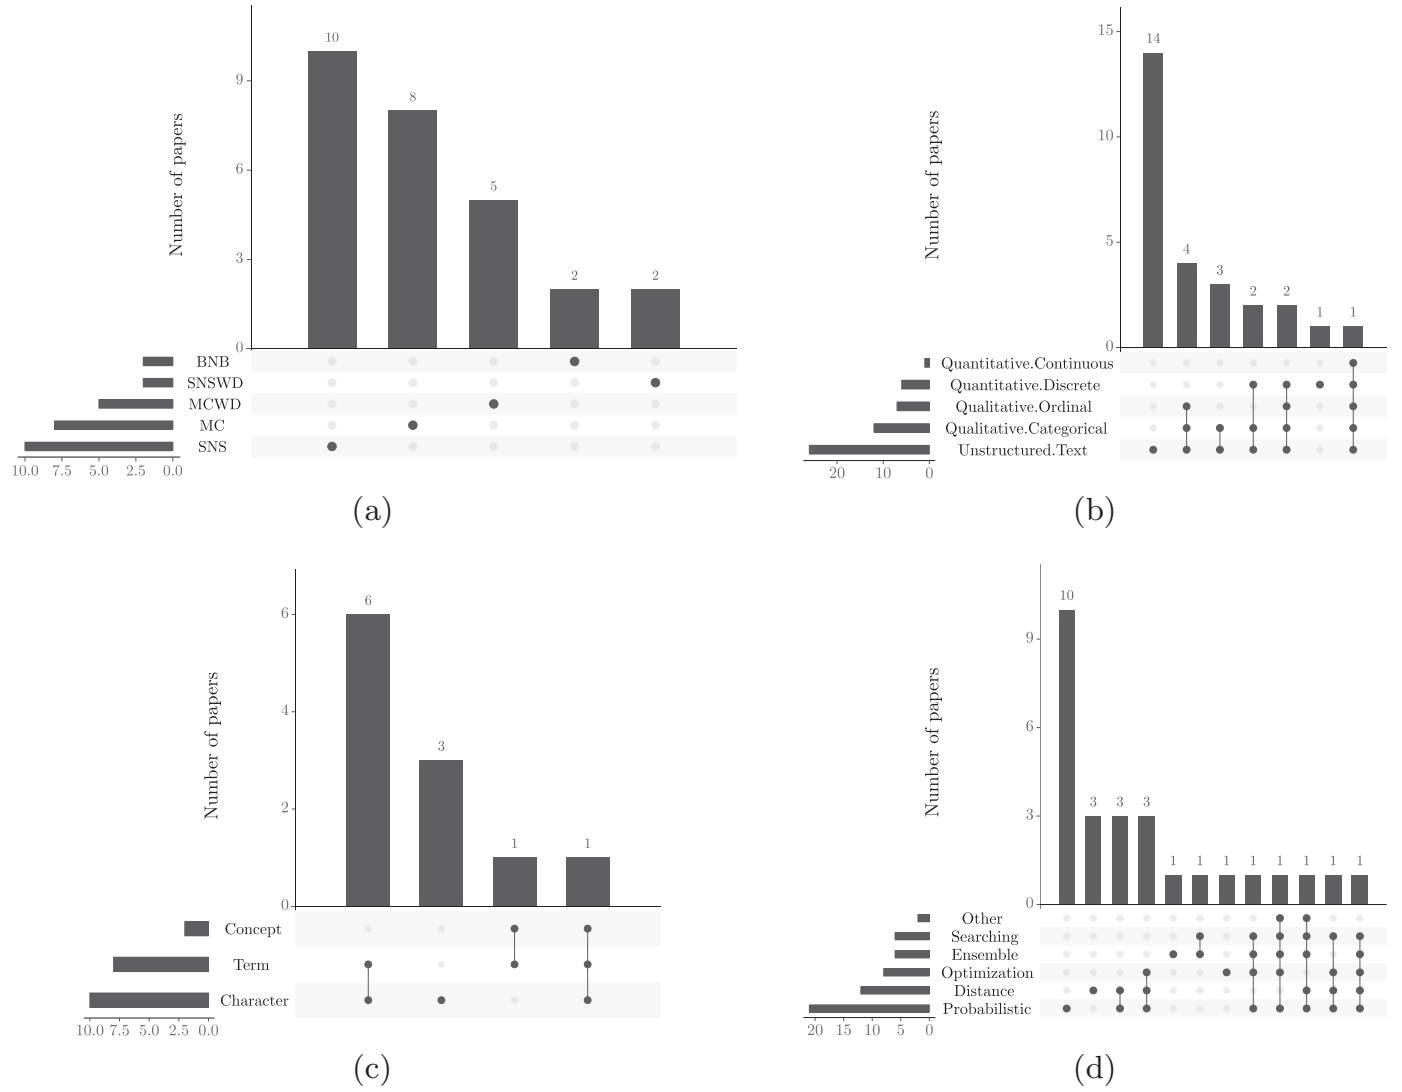 10
8
5
2
2
9
6
3
0
Number of papers
BNB
SNSWD
MCWD
MC
SNS
10.0 7.5 5.0 2.5 0.0
(a)
15
10
5
0
14
4
3
2
2
1
1
Number of papers
Quantitative.Continuous
Quantitative.Discrete
Qualitative.Ordinal
Qualitative.Categorical
Unstructured.Text
20 10 0
(b)
6
4
2
0
6
3
1
1
Number of papers
Concept
Term
Character
10.0 7.5 5.0 2.5 0.0
(c)
9
6
3
0
10
3 3 3
1 1 1 1 1 1 1 1
Number of papers
Other
Searching
Ensemble
Optimization
Distance
Probabilistic
20 15 10 5 0
(d)